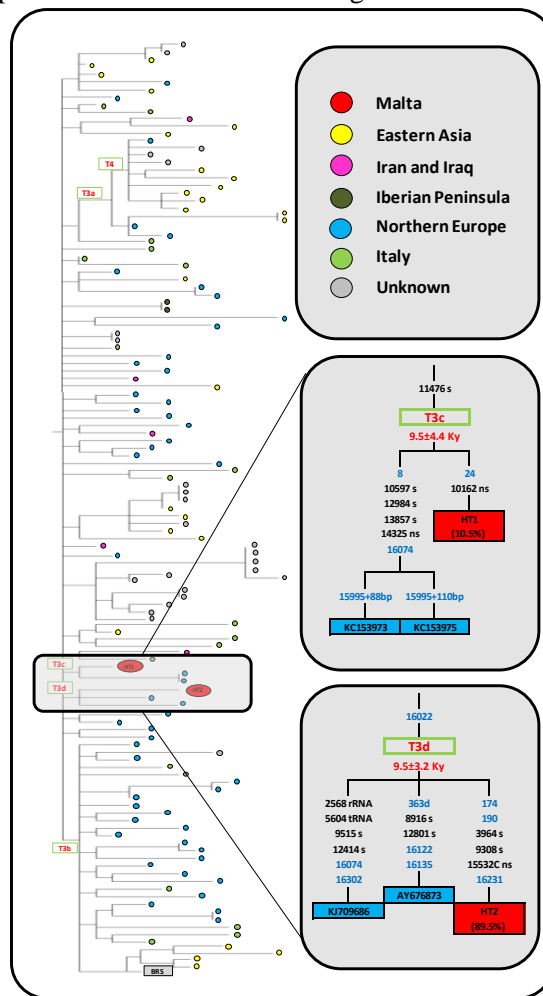 Malta
Eastern Asia
Iran and Iraq
Iberian Peninsula
Northern Europe
Italy
Unknown
T4
T3a
T3c
HT1
T3d
HT2
T3b
BRS
11476 s
T3c
9.5±4.4 Ky
8 24
10597 s 10162 ns
12984 s
13857 s HT1
14325 ns (10.5%)
16074
15995+88bp 15995+110bp
KC153973 KC153975
16022
T3d
9.5±3.2 Ky
2568 rRNA 363d 174
5604 tRNA 8916 s 190
9515 s 12801 s 3964 s
12414 s 16122 9308 s
16074 16135 15532C ns
16302 AY676873 16231
KJ709686 HT2
(89.5%)